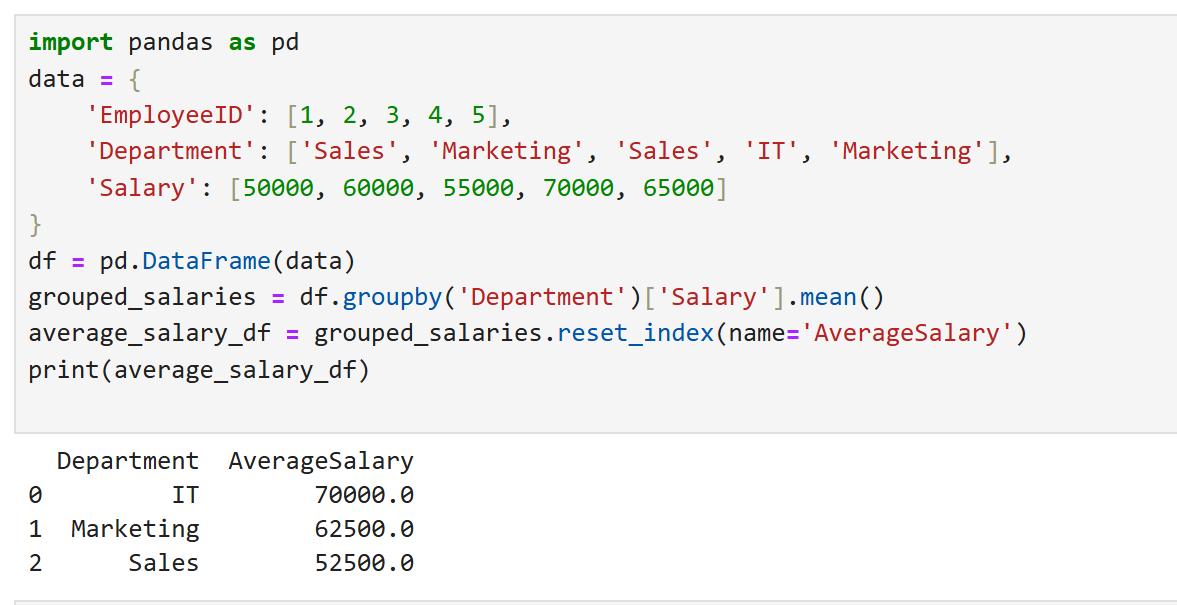 import pandas as pd
data = {
    'EmployeeID': [1, 2, 3, 4, 5],
    'Department': ['Sales', 'Marketing', 'Sales', 'IT', 'Marketing'],
    'Salary': [50000, 60000, 55000, 70000, 65000]
}
df = pd.DataFrame(data)
grouped_salaries = df.groupby('Department')['Salary'].mean()
average_salary_df = grouped_salaries.reset_index(name='AverageSalary')
print(average_salary_df)
  Department  AverageSalary
0         IT        70000.0
1  Marketing        62500.0
2      Sales        52500.0